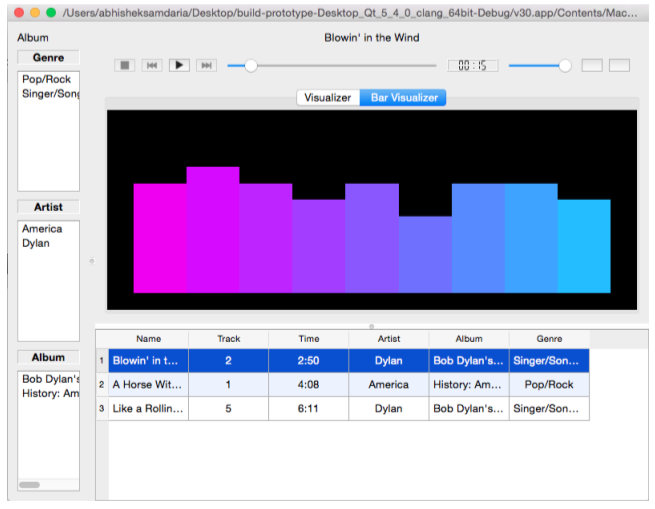 /Users/abhisheksamdaria/Desktop/build-prototype-Desktop_Qt_5_4_0_clang_64bit-Debug/v30.app/Contents/Mac...
Album
Blowin' in the Wind
Genre
Pop/Rock
Singer/Song
00:15
Visualizer Bar Visualizer
Artist
America
Dylan
Album
Bob Dylan's
History: Am
Name Track Time Artist Album Genre
1 Blowin' in t... 2 2:50 Dylan Bob Dylan's... Singer/Son...
2 A Horse Wit... 1 4:08 America History: Am... Pop/Rock
3 Like a Rollin... 5 6:11 Dylan Bob Dylan's... Singer/Son...